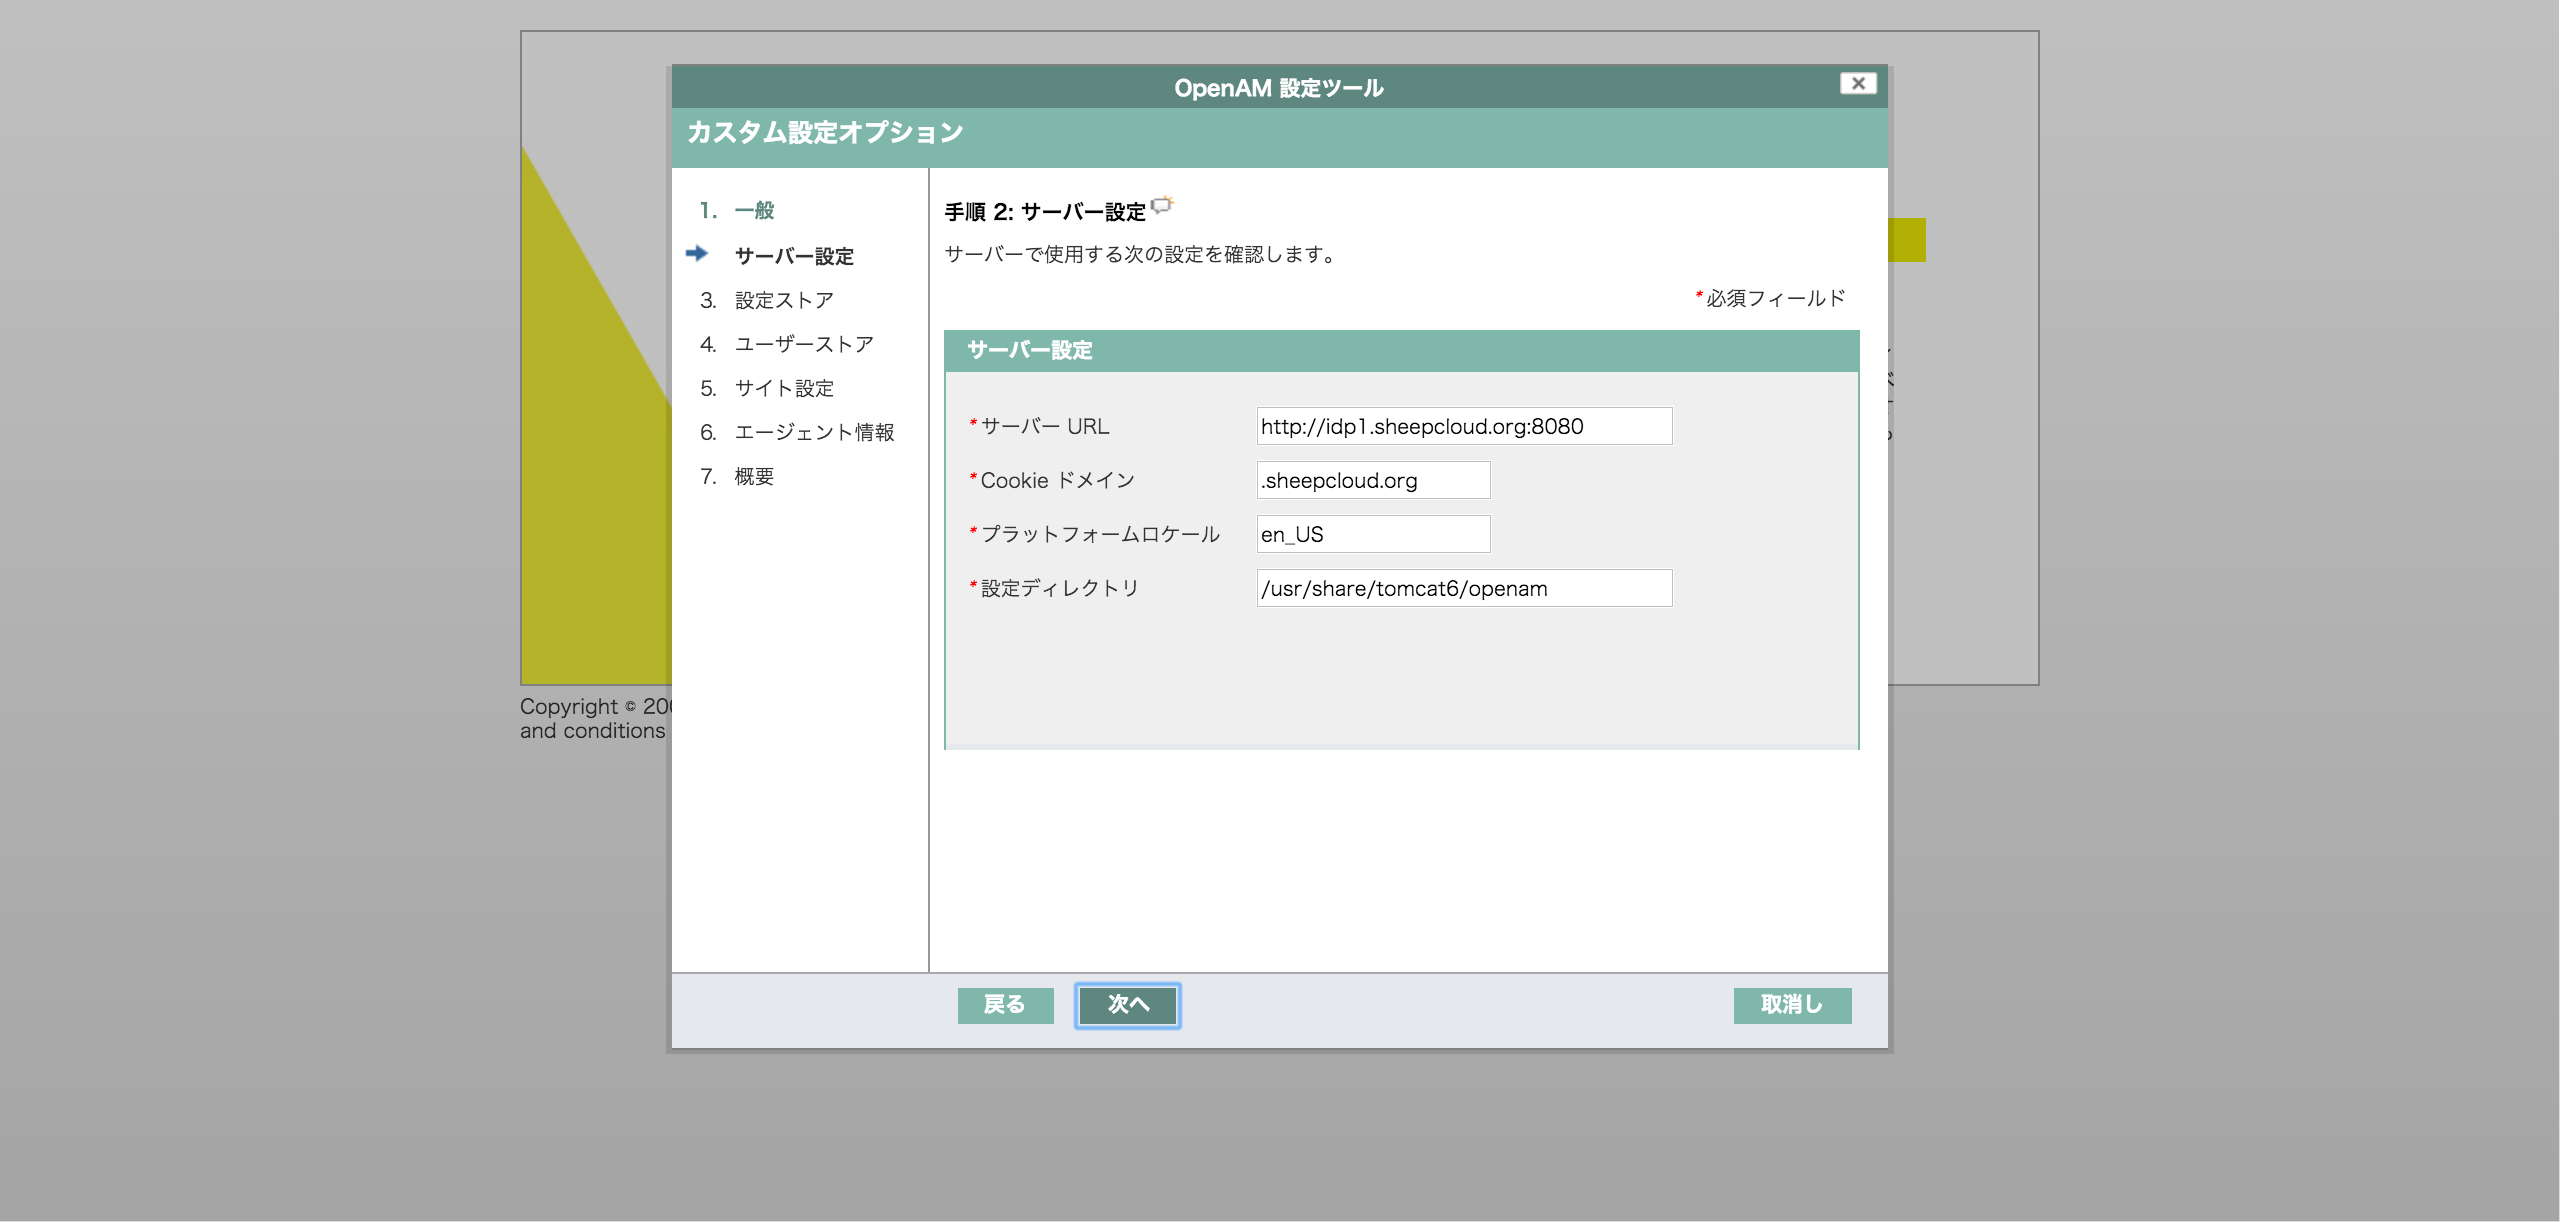 OpenAM 設定ツール
カスタム設定オプション
1. 一般
サーバー設定
3. 設定ストア
4. ユーザーストア
5. サイト設定
6. エージェント情報
7. 概要
手順 2: サーバー設定
サーバーで使用する次の設定を確認します。
*必須フィールド
サーバー設定
*サーバー URL http://idp1.sheepcloud.org:8080
*Cookie ドメイン .sheepcloud.org
*プラットフォームロケール en_US
*設定ディレクトリ /usr/share/tomcat6/openam
戻る 次へ 取消し
Copyright ©
and conditions